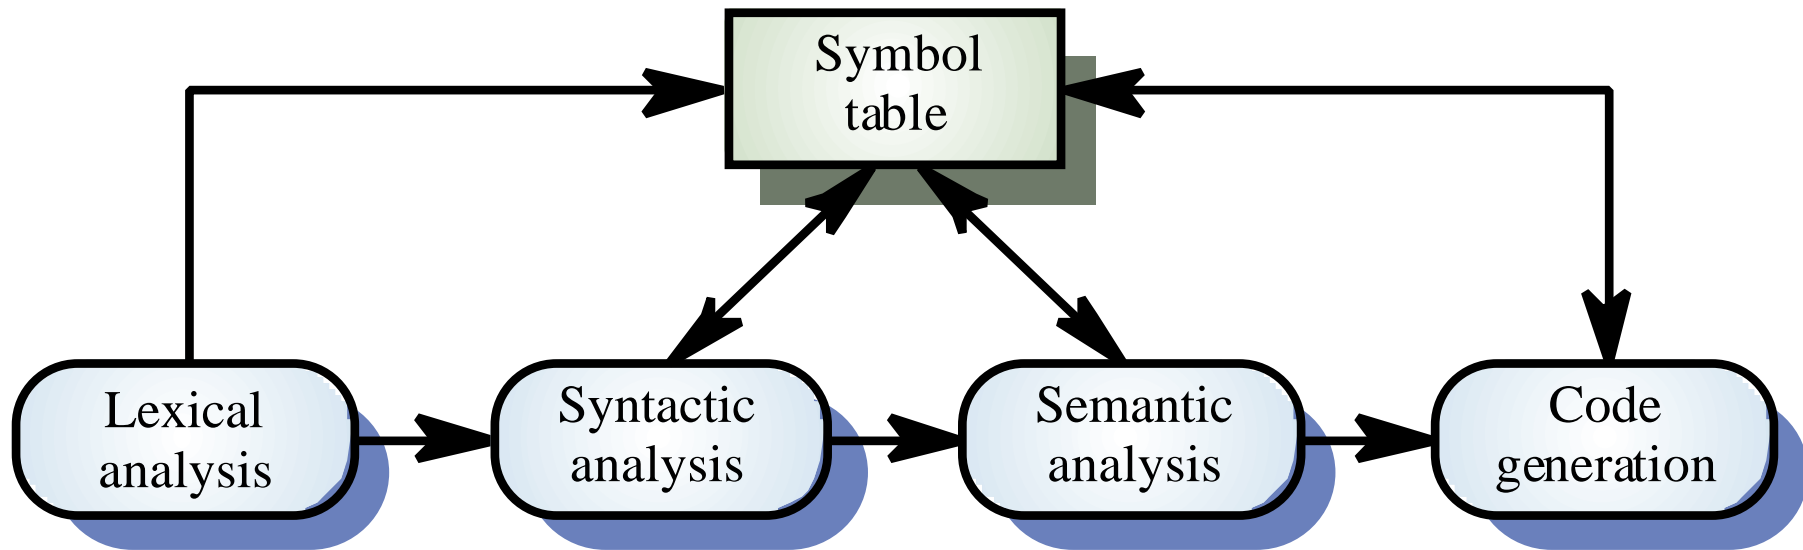 Symbol
table
Lexical
analysis
Syntactic
analysis
Semantic
analysis
Code
generation